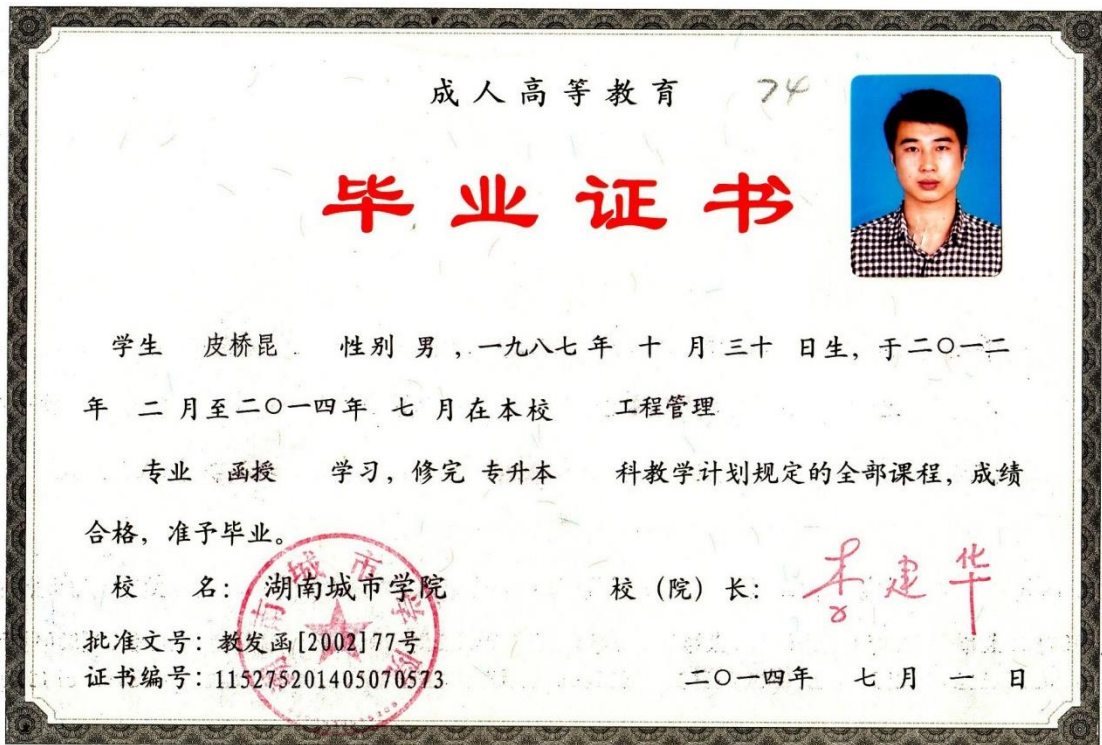 成人高等教育 74
毕业证书
学生 皮桥昆 性别 男，一九八七年 十 月 三十 日生，于二〇一二
年 二 月至二〇一四年 七 月在本校 工程管理
专业 函授 学习，修完 专升本 科教学计划规定的全部课程，成绩
合格，准予毕业。
校 名：湖南城市学院 校（院）长：李建华
批准文号：教发函[2002]77号
证书编号：115275201405070573 二〇一四年 七 月 一 日
湖南城市学院